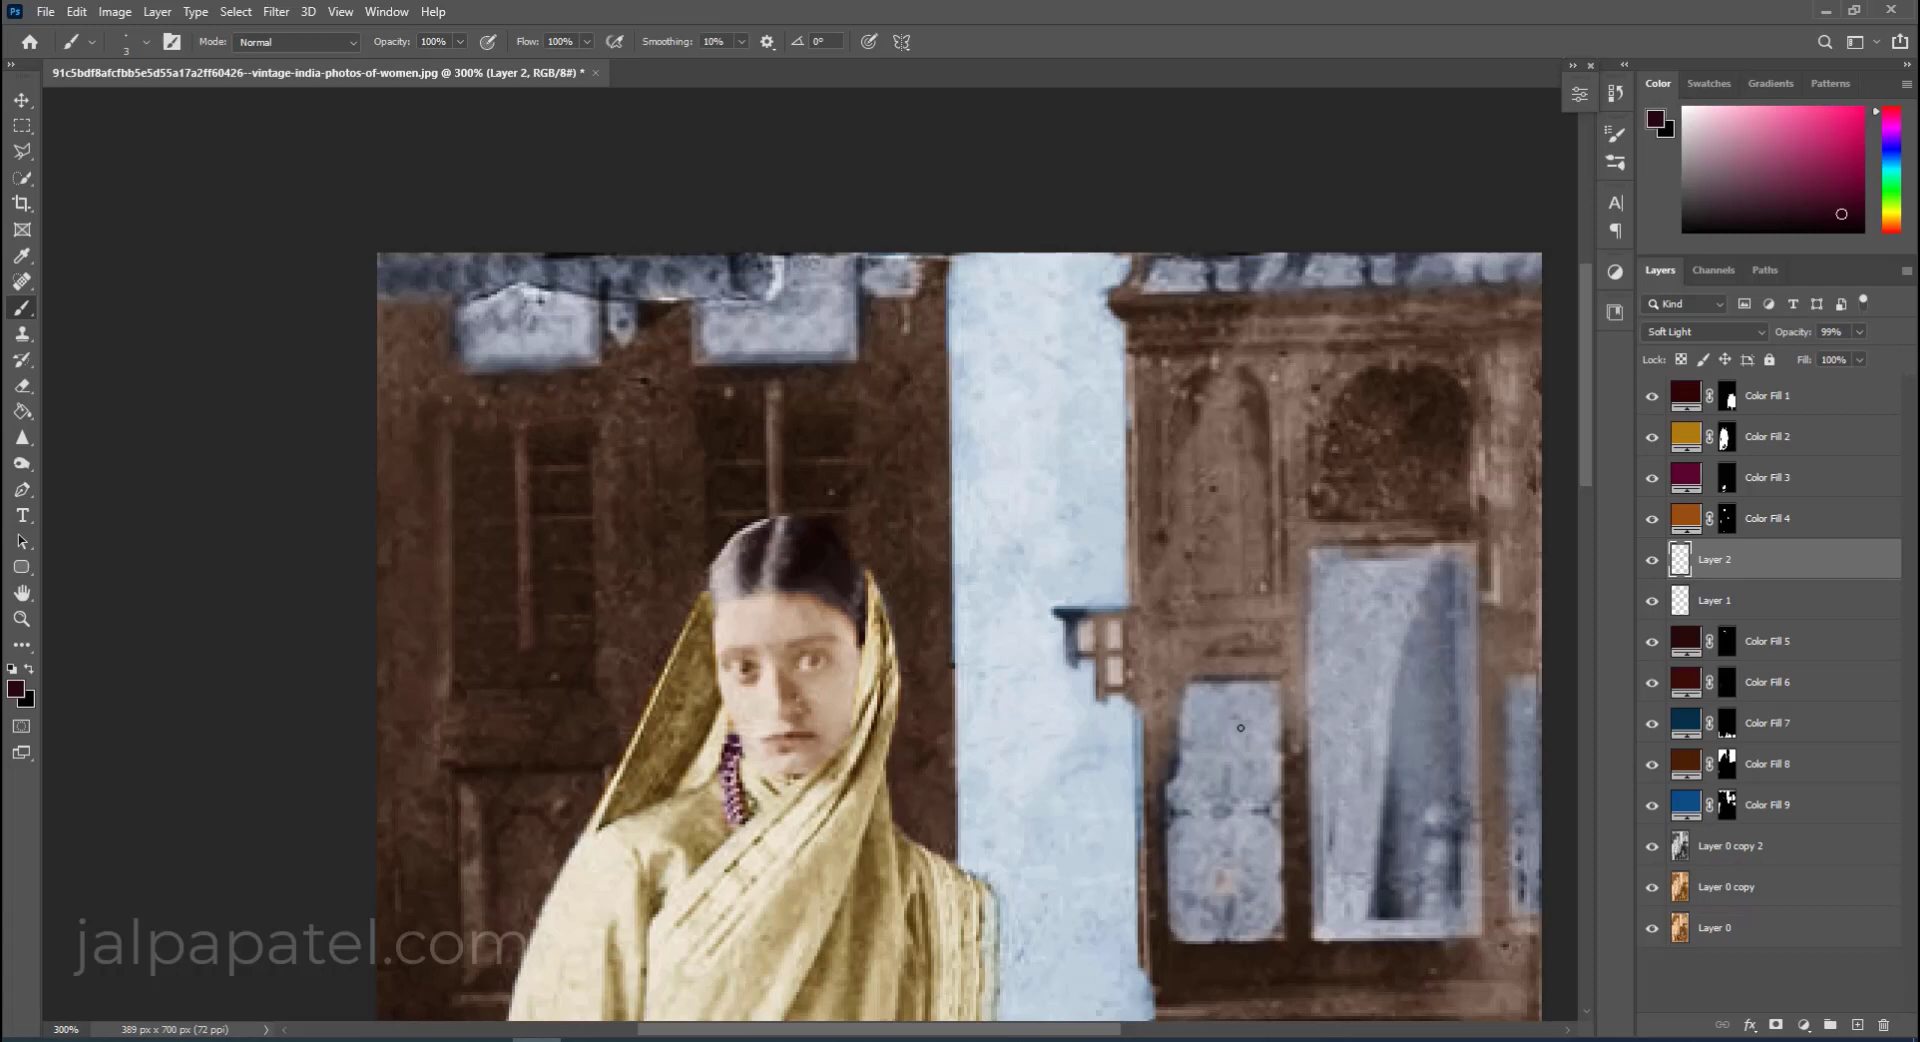 Ps File Edit Image Layer Type Select Filter 3D View Window Help
3 Mode: Normal Opacity: 100% Flow: 100% Smoothing: 10% 0°
91c5bdf8afcfbb5e5d55a17a2ff60426--vintage-india-photos-of-women.jpg @ 300% (Layer 2, RGB/8#) *
Color Swatches Gradients Patterns
Layers Channels Paths
Kind
Soft Light Opacity: 99%
Lock: Fill: 100%
Color Fill 1
Color Fill 2
Color Fill 3
Color Fill 4
Layer 2
Layer 1
Color Fill 5
Color Fill 6
Color Fill 7
Color Fill 8
Color Fill 9
Layer 0 copy 2
Layer 0 copy
Layer 0
jalpapatel.com
300% 389 px x 700 px (72 ppi)